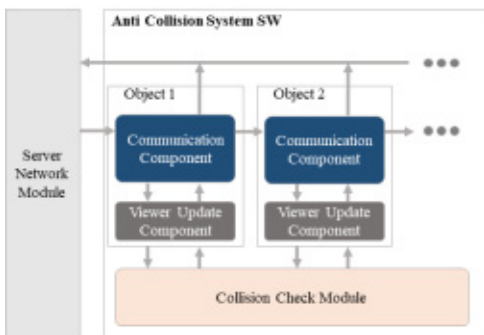 Anti Collision System SW
Object 1
Object 2
Communication
Component
Communication
Component
Server
Network
Module
Viewer Update
Component
Viewer Update
Component
Collision Check Module